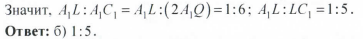 Значит, A₁L : A₁C₁ = A₁L : (2A₁Q) = 1 : 6; A₁L : LC₁ = 1 : 5.
Ответ: б) 1 : 5.